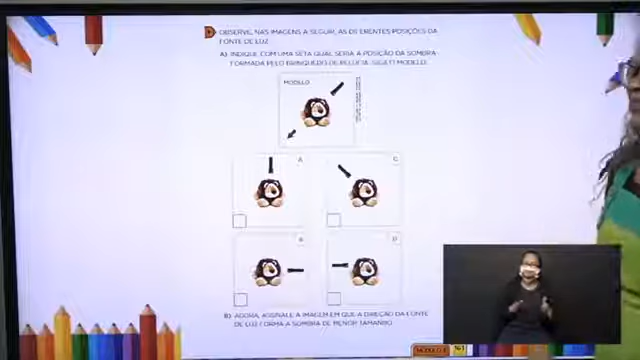 OBSERVE, NAS IMAGENS A SEGUIR, AS DIFERENTES POSIÇÕES DA
FONTE DE LUZ.
A) INDIQUE COM UMA SETA QUAL SERIA A POSIÇÃO DA SOMBRA
FORMADA PELO BRINQUEDO DE PELÚCIA. SIGA O MODELO.
MODELO
A
C
B
D
B) AGORA, ASSINALE A IMAGEM EM QUE A DIREÇÃO DA FONTE
DE LUZ FORMA A SOMBRA DE MENOR TAMANHO.
MÓDULO